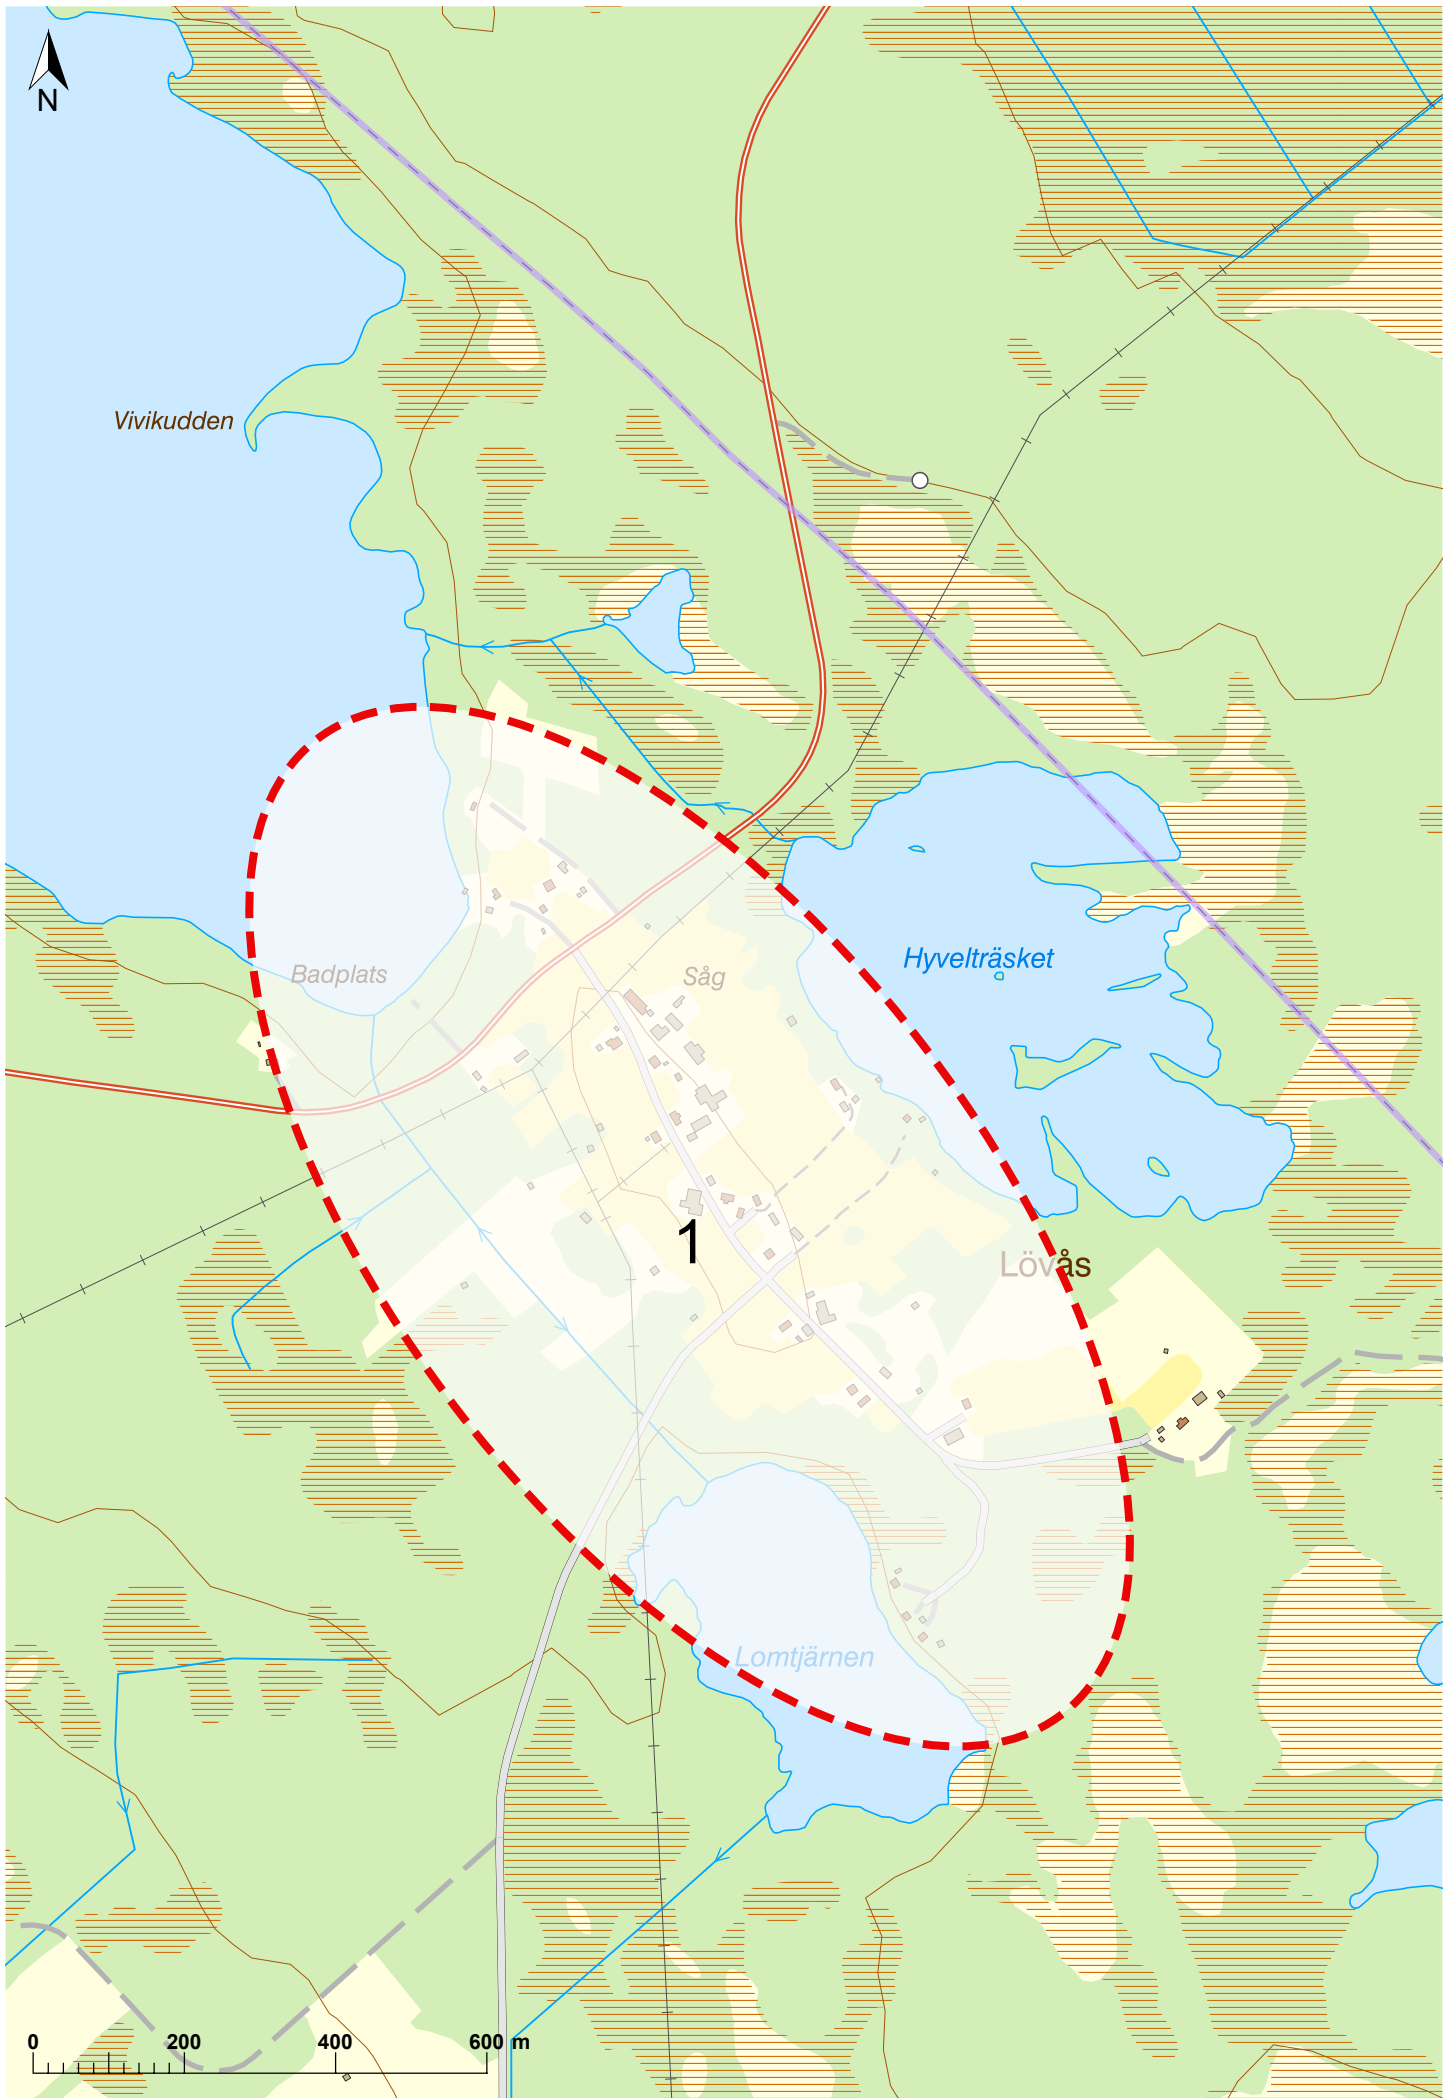 N
Vivikudden
Hyvelträsket
Badplats
Såg
1
Lövås
Lomtjärnen
0 200 400 600 m